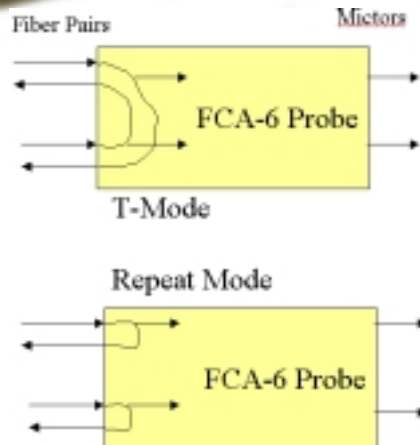 Fiber Pairs
Mictors
FCA-6 Probe
T-Mode
Repeat Mode
FCA-6 Probe